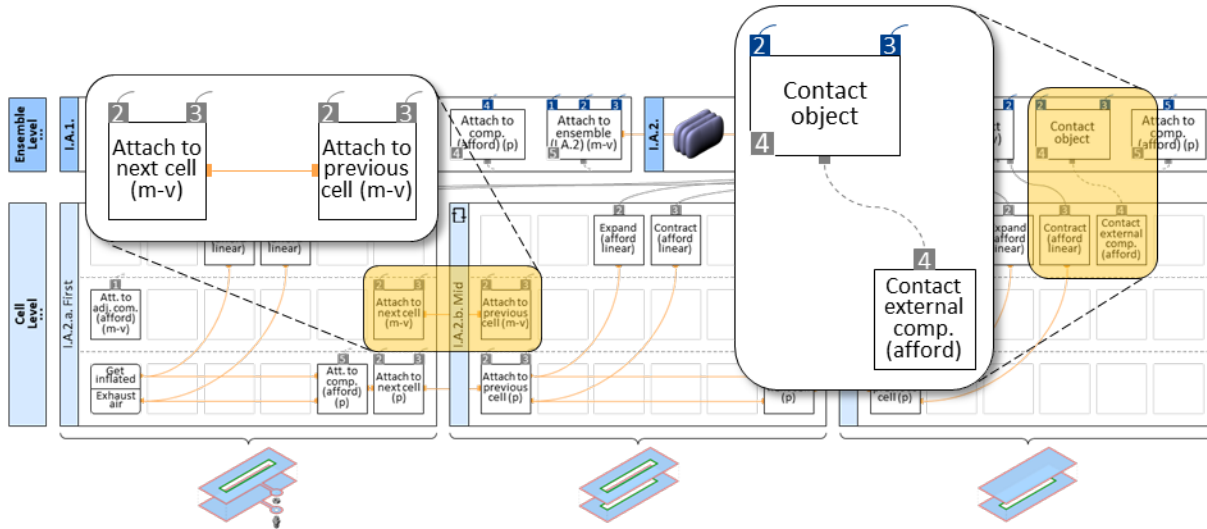 2 3 2 3
Attach to
next cell
(m-v)
Attach to
previous
cell (m-v)
2 3
Contact
object
4
4
Contact
external
comp.
(afford)
Ensemble
Level
...
I.A.1.
4
Attach to
comp.
(afford) (p)
4
1 2 3
Attach to
ensemble
(I.A.2) (m-v)
5
I.A.2.
2
2 3
Contact
object
4
5
Attach to
comp.
(afford) (p)
5
Cell
Level
...
I.A.2.a. First
linear)
linear)
1
Att. to
adj. com.
(afford)
(m-v)
2 3
Attach to
next cell
(m-v)
Get
inflated
Exhaust
air
5
Att. to
comp.
(afford)
(p)
2 3
Attach to
next cell
(p)
I.A.2.b. Mid
2
Expand
(afford
linear)
3
Contract
(afford
linear)
2 3
Attach to
previous
cell (m-v)
2 3
Attach to
previous
cell (p)
(p)
2
Expand
(afford
linear)
3
Contract
(afford
linear)
4
Contact
external
comp.
(afford)
cell (p)